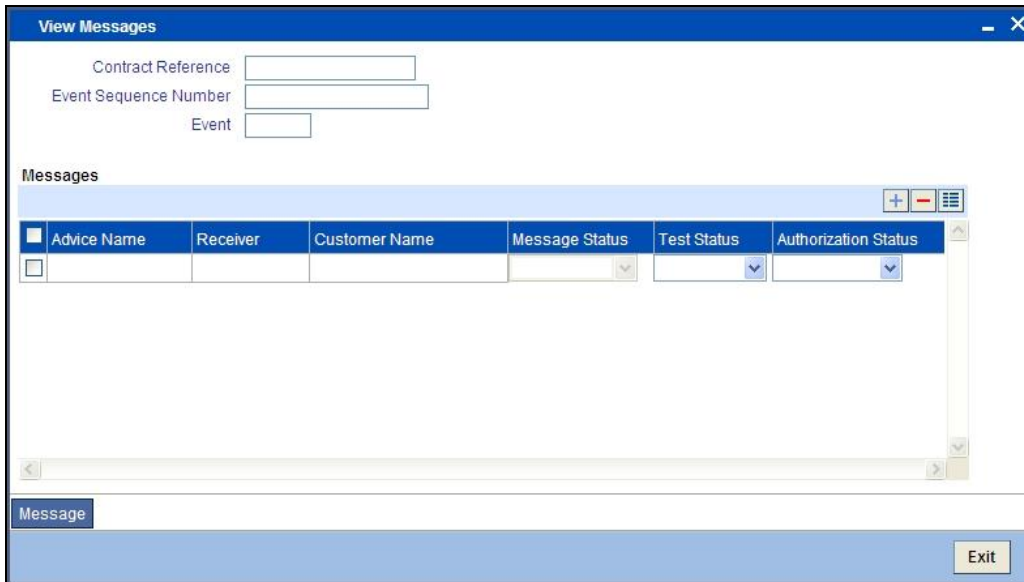 View Messages
Contract Reference
Event Sequence Number
Event
Messages
Advice Name Receiver Customer Name Message Status Test Status Authorization Status
Message
Exit